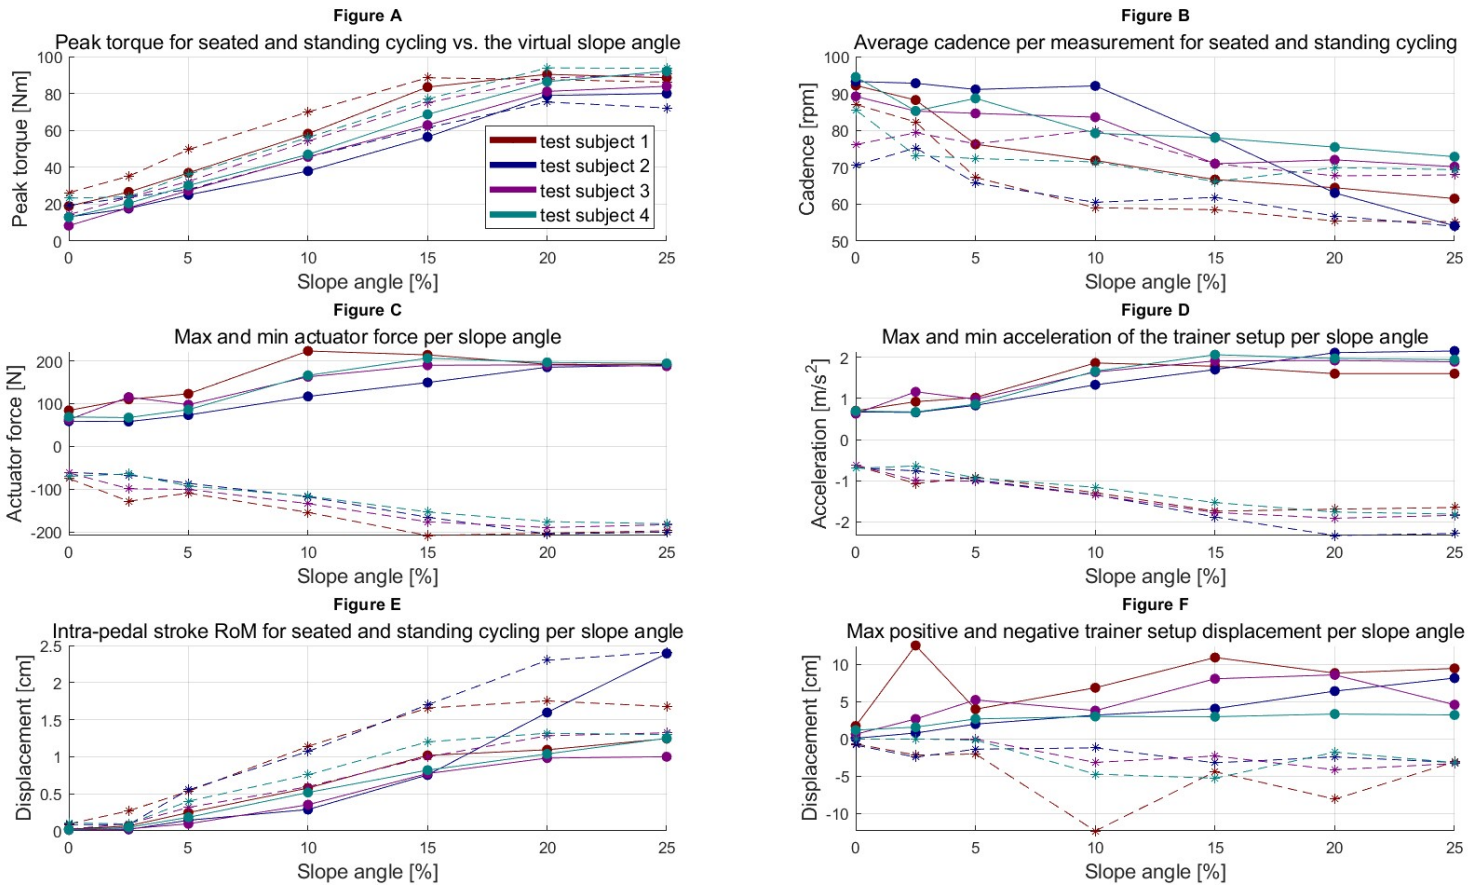 Figure A
Peak torque for seated and standing cycling vs. the virtual slope angle
Peak torque [Nm]
100
80
60
40
20
0
0 5 10 15 20 25
Slope angle [%]
test subject 1
test subject 2
test subject 3
test subject 4
Figure B
Average cadence per measurement for seated and standing cycling
Cadence [rpm]
100
90
80
70
60
50
0 5 10 15 20 25
Slope angle [%]
Figure C
Max and min actuator force per slope angle
Actuator force [N]
200
100
0
-100
-200
0 5 10 15 20 25
Slope angle [%]
Figure D
Max and min acceleration of the trainer setup per slope angle
Acceleration [m/s²]
2
1
0
-1
-2
0 5 10 15 20 25
Slope angle [%]
Figure E
Intra-pedal stroke RoM for seated and standing cycling per slope angle
Displacement [cm]
2.5
2
1.5
1
0.5
0
0 5 10 15 20 25
Slope angle [%]
Figure F
Max positive and negative trainer setup displacement per slope angle
Displacement [cm]
10
5
0
-5
-10
0 5 10 15 20 25
Slope angle [%]